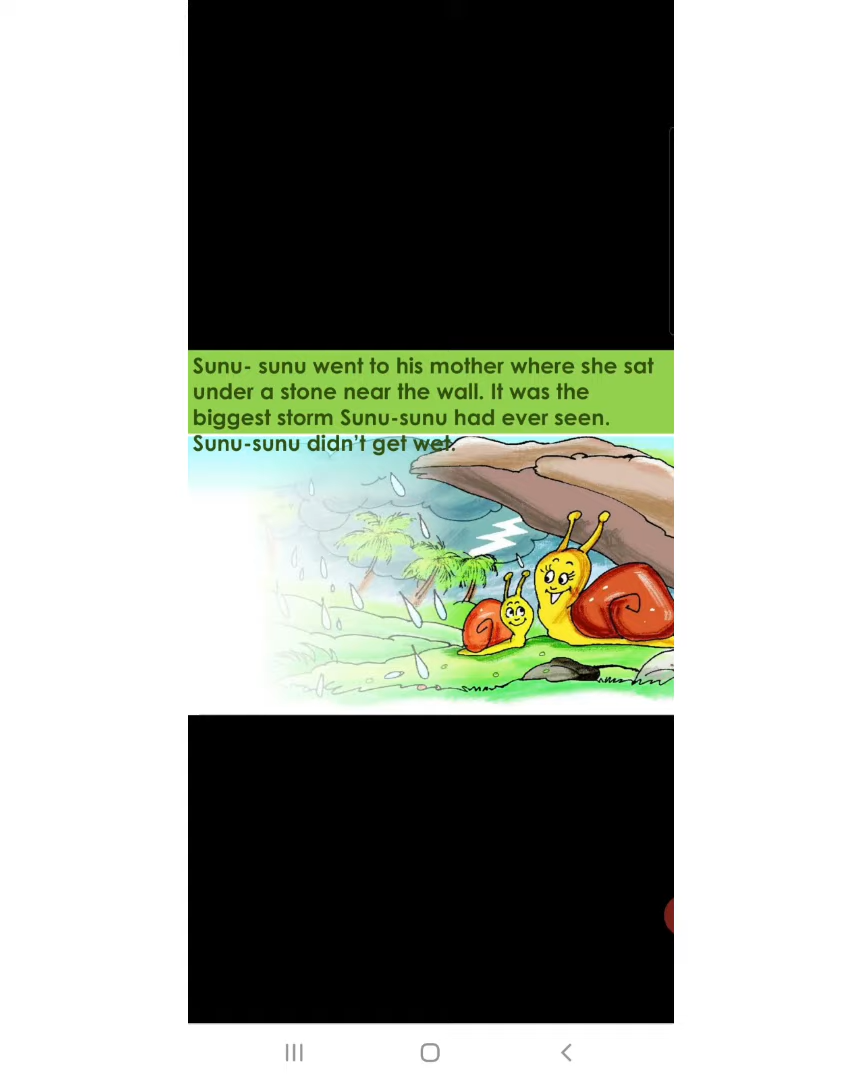 Sunu- sunu went to his mother where she sat
under a stone near the wall. It was the
biggest storm Sunu-sunu had ever seen.
Sunu-sunu didn’t get wet.